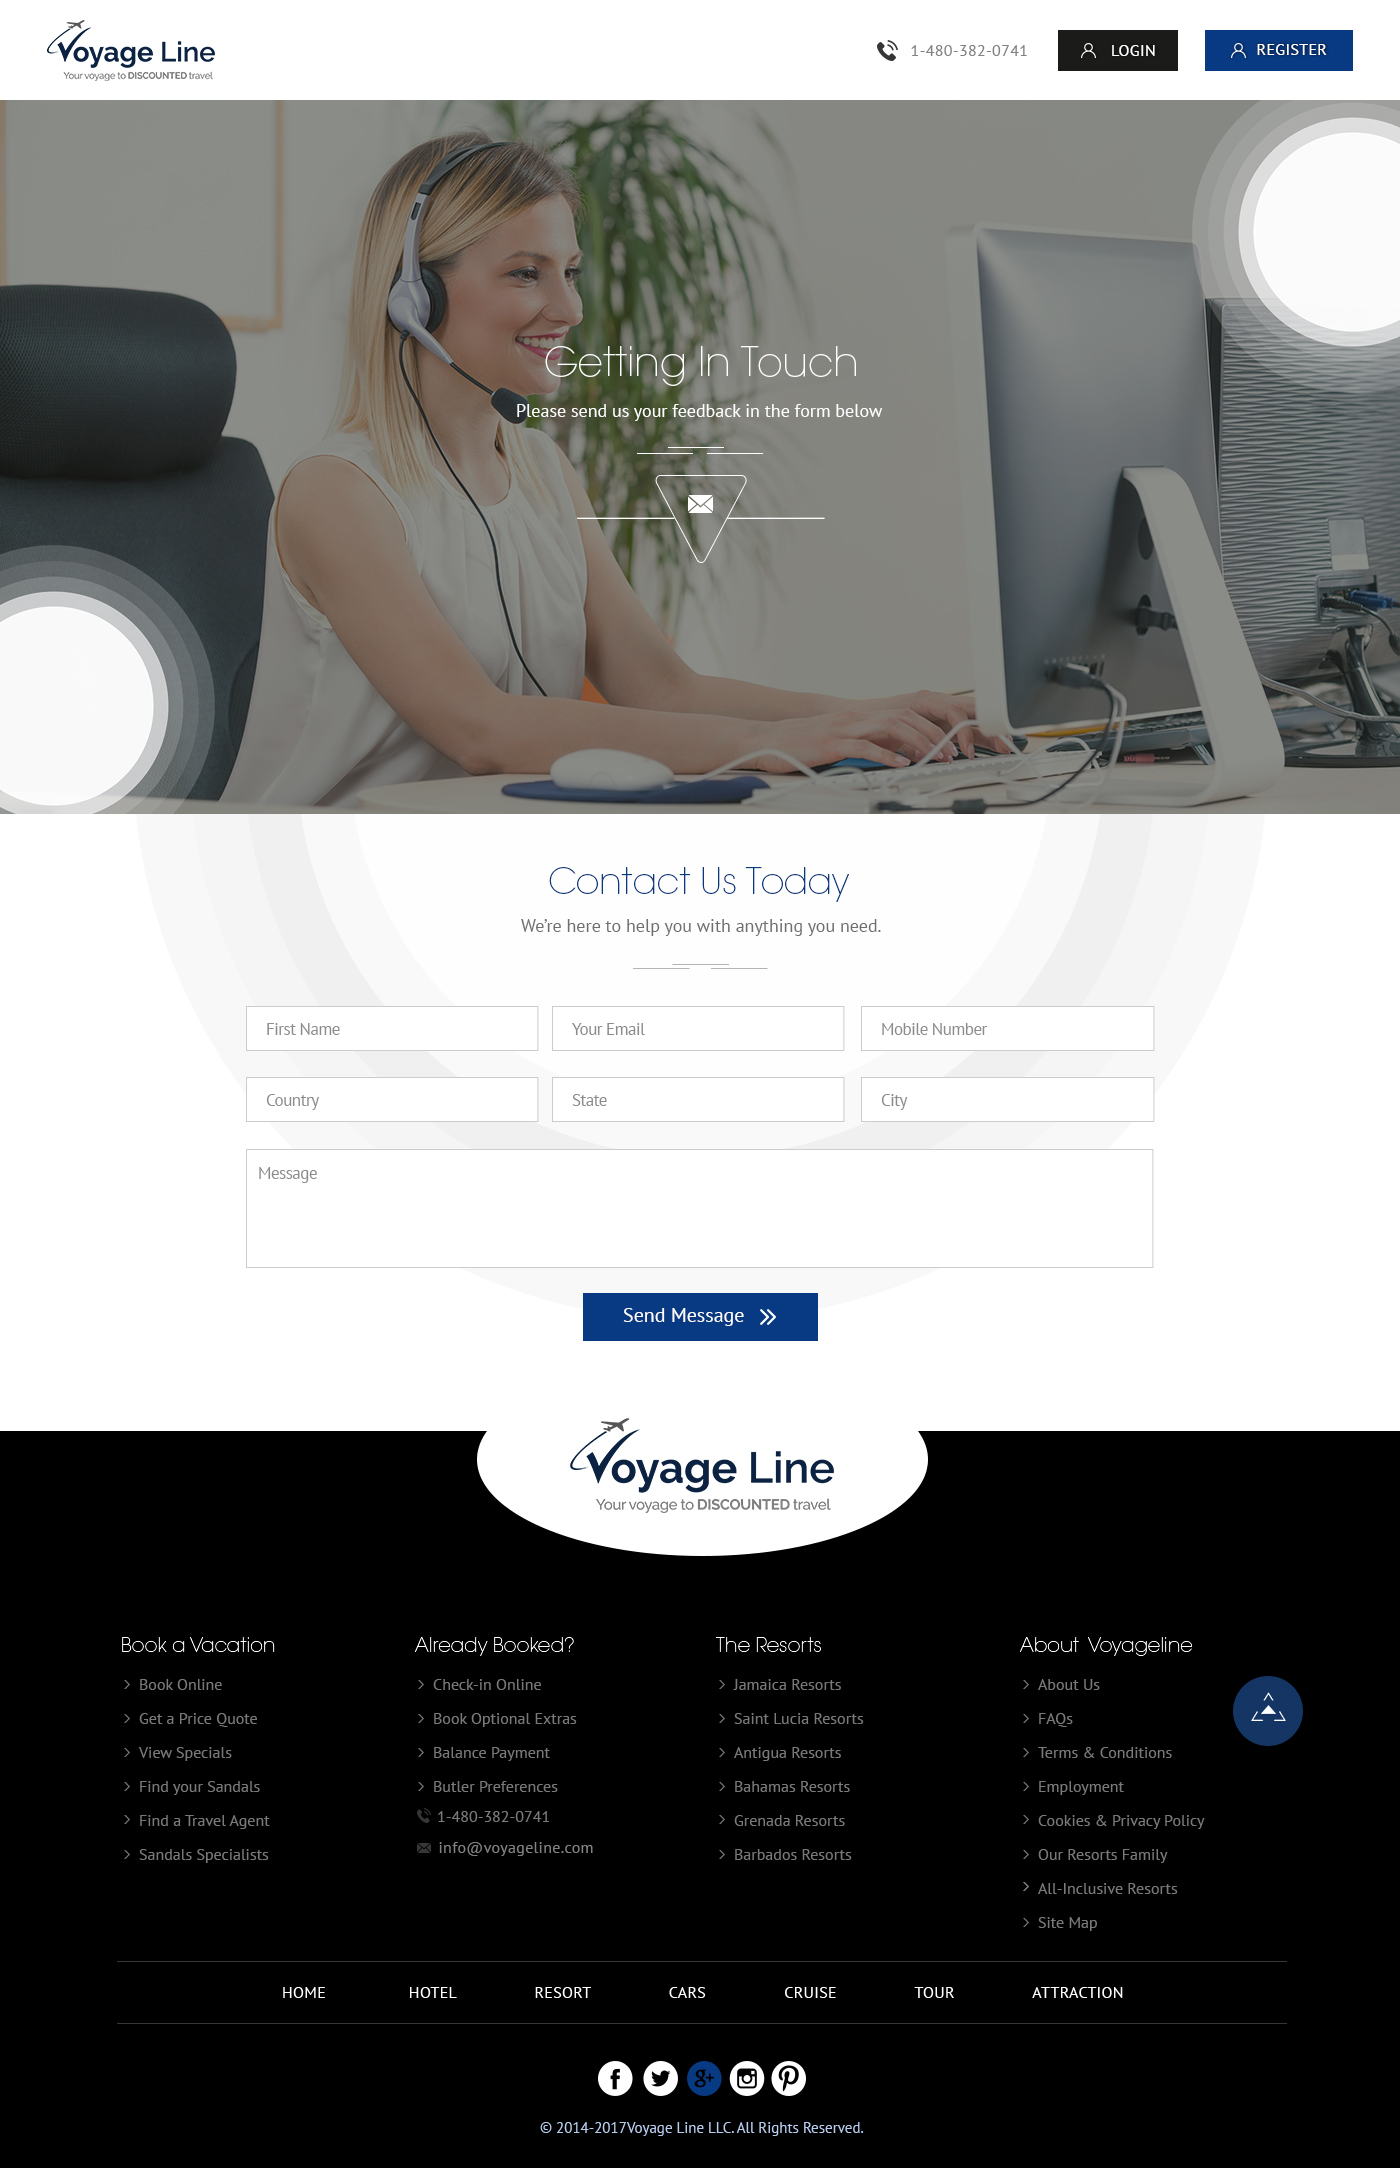 Voyage Line
Your voyage to DISCOUNTED travel
1-480-382-0741
LOGIN
REGISTER
Getting In Touch
Please send us your feedback in the form below
Contact Us Today
We're here to help you with anything you need.
First Name
Your Email
Mobile Number
Country
State
City
Message
Send Message
Voyage Line
Your voyage to DISCOUNTED travel
Book a Vacation
Book Online
Get a Price Quote
View Specials
Find your Sandals
Find a Travel Agent
Sandals Specialists
Already Booked?
Check-in Online
Book Optional Extras
Balance Payment
Butler Preferences
1-480-382-0741
info@voyageline.com
The Resorts
Jamaica Resorts
Saint Lucia Resorts
Antigua Resorts
Bahamas Resorts
Grenada Resorts
Barbados Resorts
About Voyageline
About Us
FAQs
Terms & Conditions
Employment
Cookies & Privacy Policy
Our Resorts Family
All-Inclusive Resorts
Site Map
HOME HOTEL RESORT CARS CRUISE TOUR ATTRACTION
© 2014-2017Voyage Line LLC. All Rights Reserved.